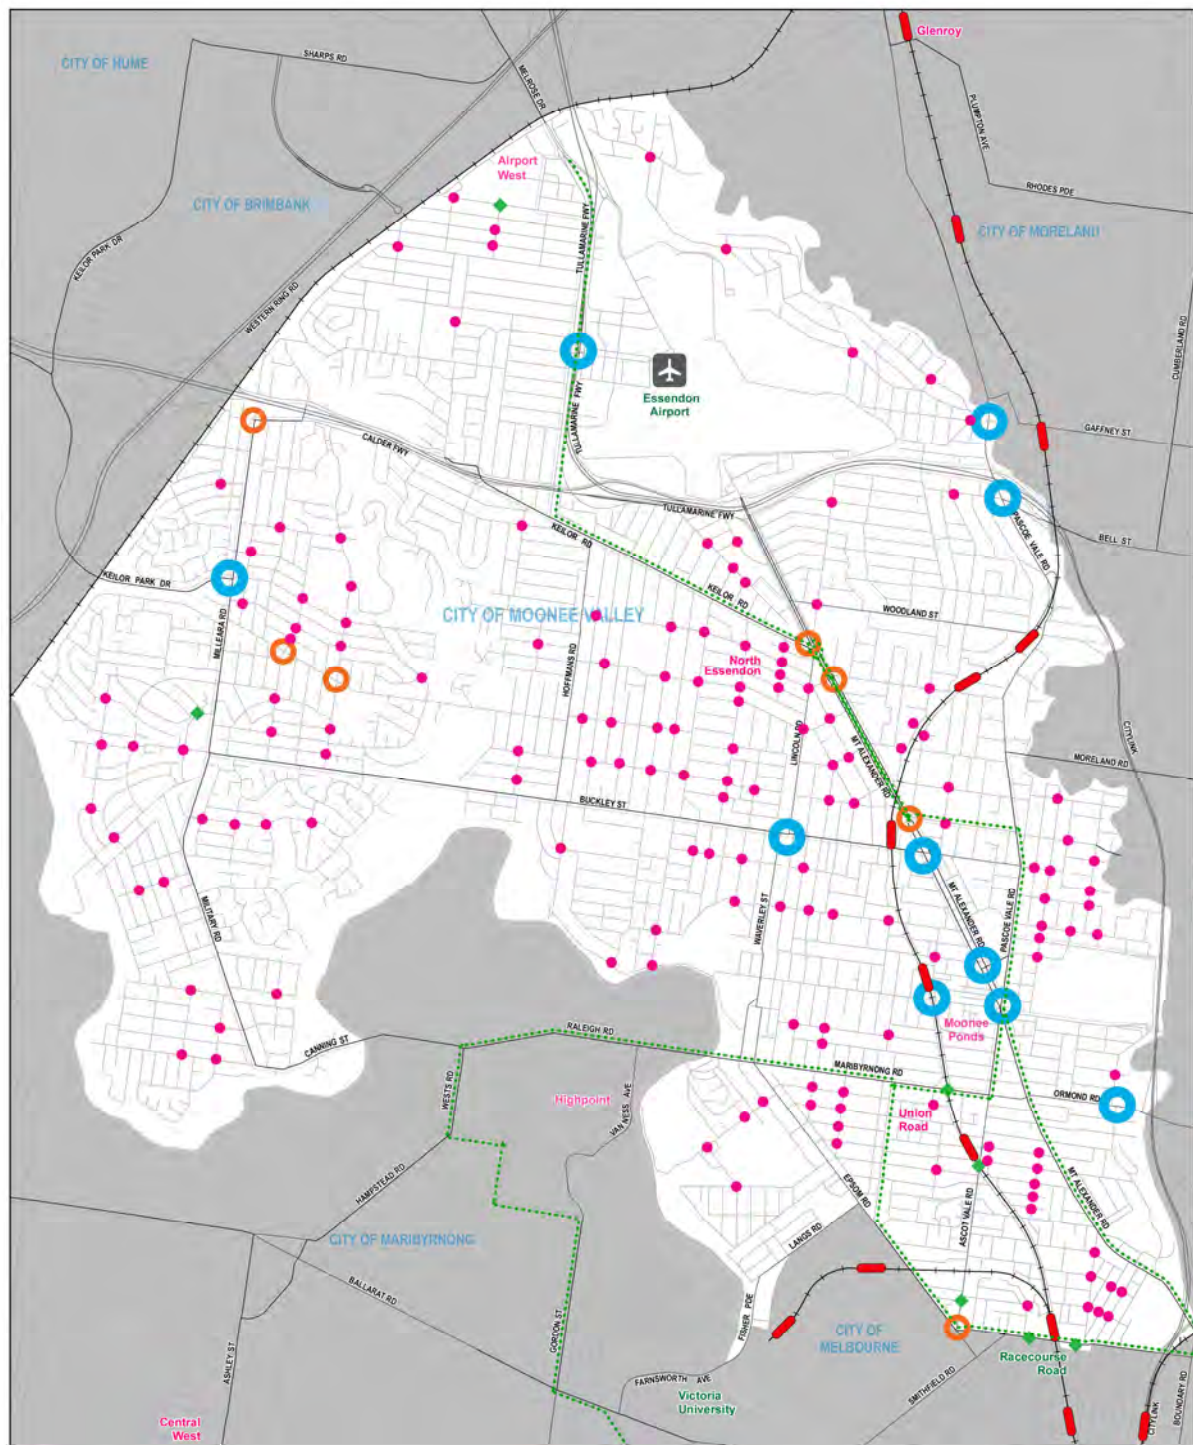 Glenroy
CITY OF HUME
SHARPS RD
MELROSE DR
PLUMPTON AVE
Airport
West
RHODES PDE
CITY OF BRIMBANK
TULLAMARINE FWY
CITY OF MORELAND
KEILOR PARK DR
WESTERN RING RD
CUMBERLAND RD
Essendon
Airport
TULLAMARINE FWY
GAFFNEY ST
CALDER FWY
TULLAMARINE FWY
PASCOE VALE RD
BELL ST
KEILOR RD
KEILOR PARK DR
KEILOR RD
WOODLAND ST
CITY OF MOONEE VALLEY
MILLEARA RD
HOFFMANS RD
North
Essendon
LINCOLN RD
CITYLINK
MT ALEXANDER RD
MORELAND RD
BUCKLEY ST
MILITARY RD
WAVERLEY ST
MT ALEXANDER RD
PASCOE VALE RD
CANNING ST
RALEIGH RD
Moonee
Ponds
MARIBYRNONG RD
WESTS RD
Highpoint
VAN NESS AVE
ORMOND RD
Union
Road
HAMPSTEAD RD
EPSOM RD
MT ALEXANDER RD
ASCOT VALE RD
LANGS RD
CITY OF MARIBYRNONG
BALLARAT RD
GORDON ST
FISHER PDE
CITY OF
MELBOURNE
ASHLEY ST
Racecourse
Road
FARNSWORTH AVE
SMITHFIELD RD
Victoria
University
CITYLINK
BOUNDARY RD
Central
West